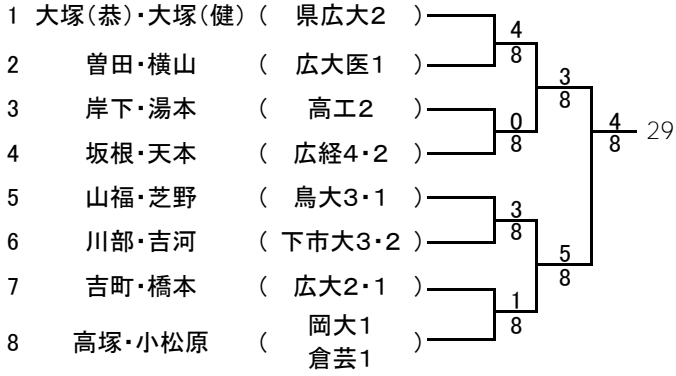 1 大塚(恭)・大塚(健) ( 県広大2 )
4
8
2 曽田・横山 ( 広大医1 )
3
8
3 岸下・湯本 ( 高工2 )
0
8
4 坂根・天本 ( 広経4・2 )
4
8
29
5 山福・芝野 ( 鳥大3・1 )
3
8
6 川部・吉河 ( 下市大3・2 )
5
8
7 吉町・橋本 ( 広大2・1 )
1
8
8 高塚・小松原 ( 岡大1
倉芸1 )